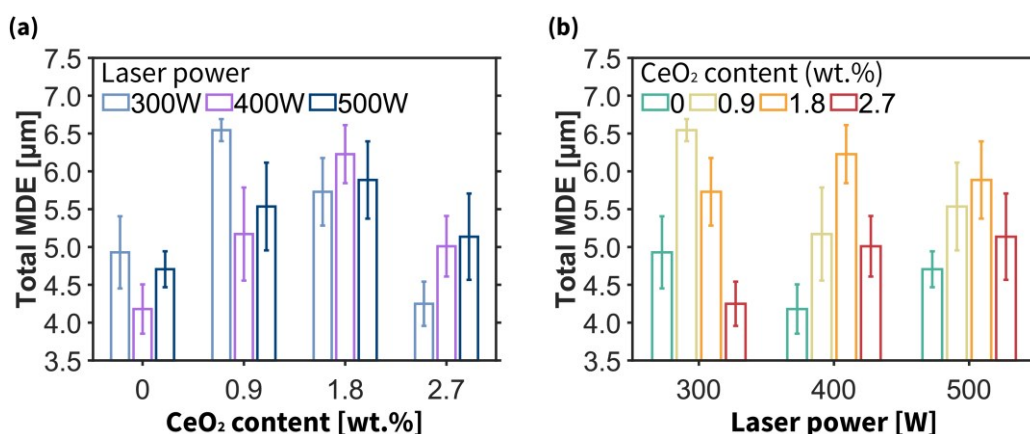 (a)
Total MDE [µm]
7.5
7.0
6.5
6.0
5.5
5.0
4.5
4.0
3.5
Laser power
300W 400W 500W
0 0.9 1.8 2.7
CeO₂ content [wt.%]
(b)
Total MDE [µm]
7.5
7.0
6.5
6.0
5.5
5.0
4.5
4.0
3.5
CeO₂ content (wt.%)
0 0.9 1.8 2.7
300 400 500
Laser power [W]